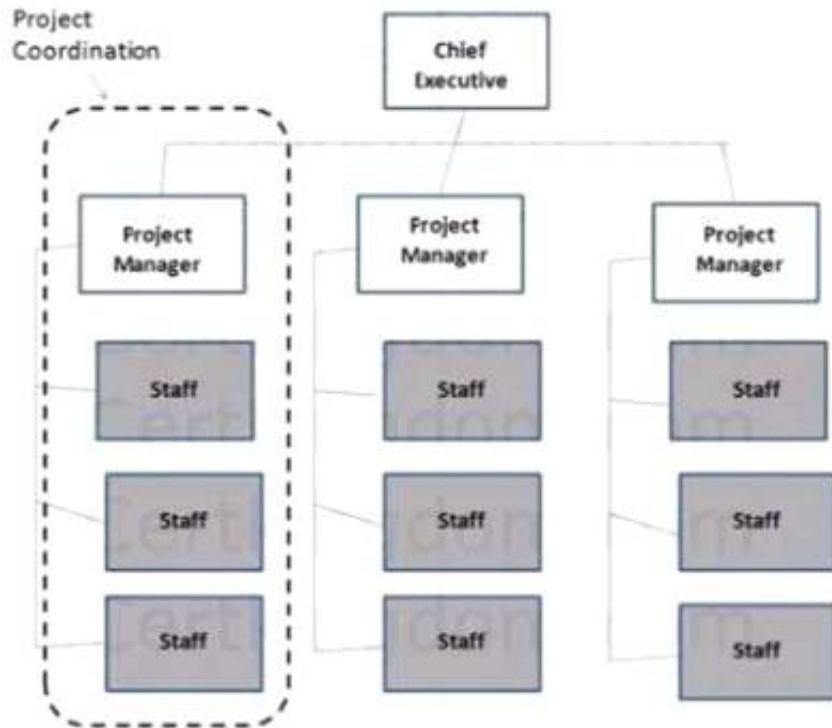 Project
Coordination
Chief
Executive
Project
Manager
Project
Manager
Project
Manager
Staff
Staff
Staff
Staff
Staff
Staff
Staff
Staff
Staff